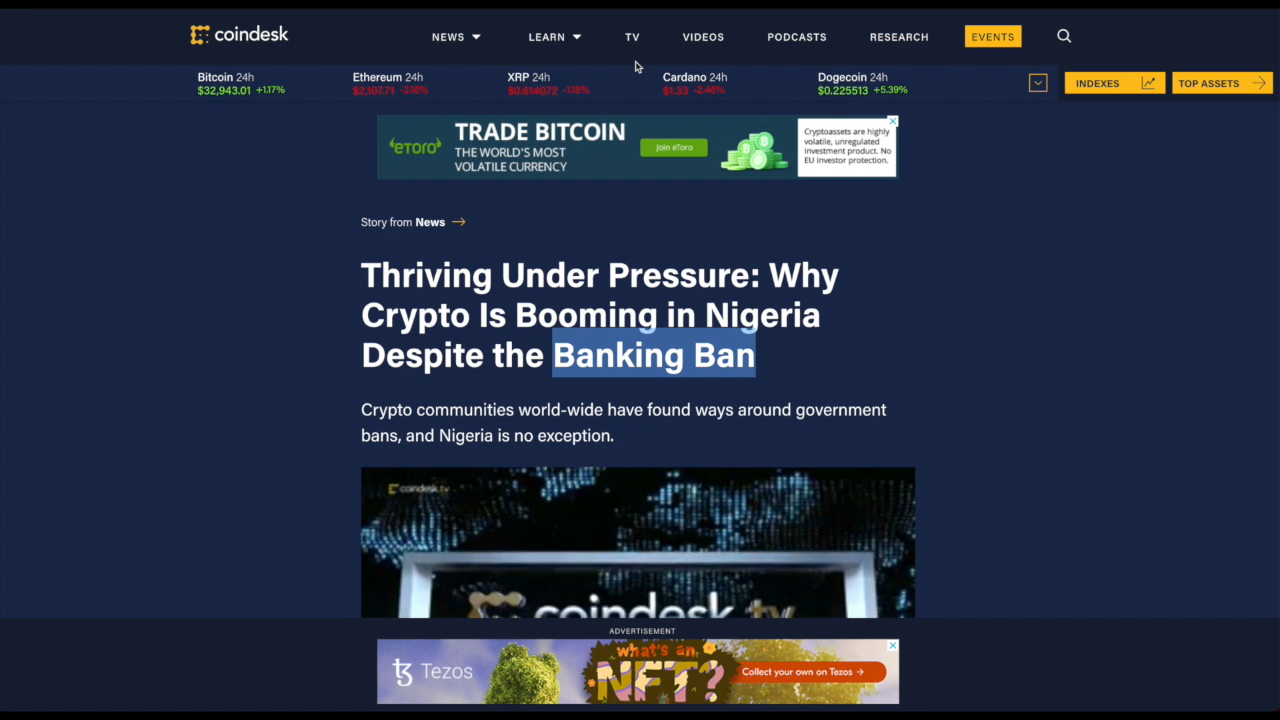 coindesk
NEWS LEARN TV VIDEOS PODCASTS RESEARCH EVENTS
Bitcoin 24h Ethereum 24h XRP 24h Cardano 24h Dogecoin 24h
$32,943.01 +1.17% $2,107.71 -3.18% $0.614072 -1.18% $1.33 -2.46% $0.225513 +5.39%
INDEXES TOP ASSETS
eTORO
TRADE BITCOIN
THE WORLD'S MOST
VOLATILE CURRENCY
Join eToro
Cryptoassets are highly
volatile, unregulated
investment product. No
EU investor protection.
Story from News
Thriving Under Pressure: Why
Crypto Is Booming in Nigeria
Despite the Banking Ban
Crypto communities world-wide have found ways around government
bans, and Nigeria is no exception.
coindesk tv
coindesk tv
ADVERTISEMENT
Tezos
what's an
NFT?
Collect your own on Tezos →